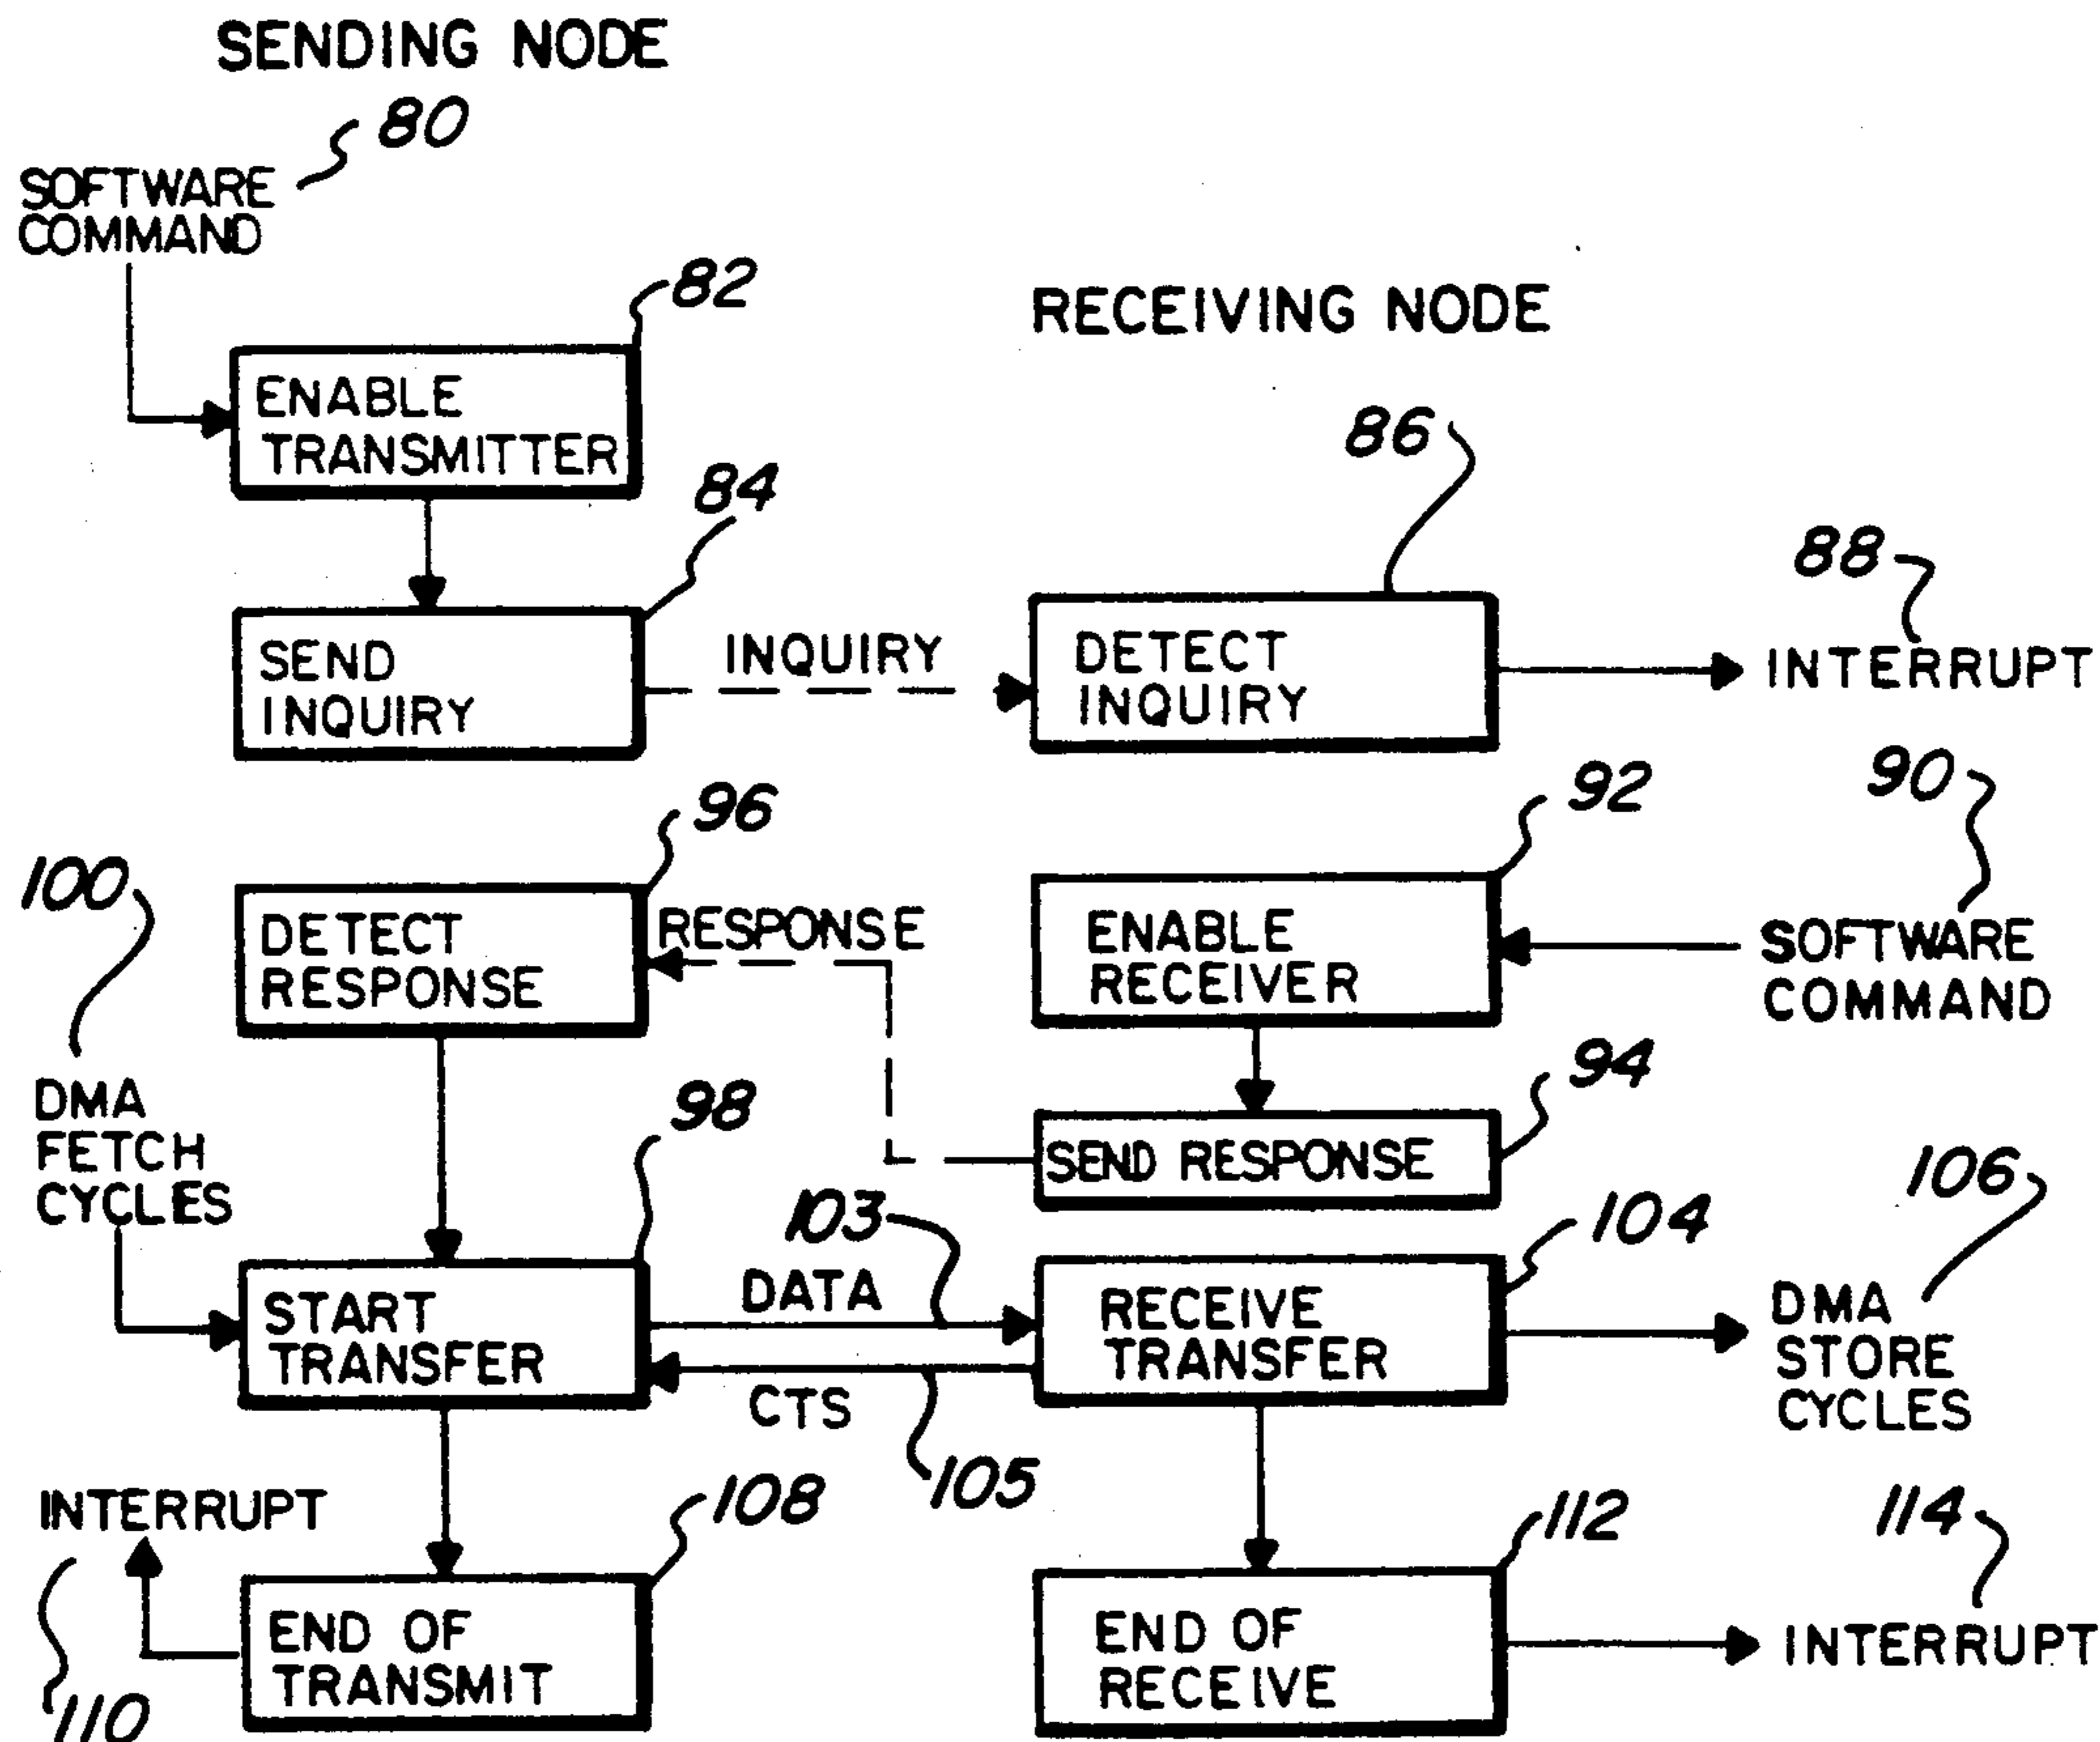 SENDING NODE
80
SOFTWARE
COMMAND
82
RECEIVING NODE
ENABLE
TRANSMITTER
86
84
88
SEND
INQUIRY
INQUIRY
DETECT
INQUIRY
INTERRUPT
90
92
96
100
DETECT
RESPONSE
RESPONSE
ENABLE
RECEIVER
SOFTWARE
COMMAND
94
98
DMA
FETCH
CYCLES
SEND RESPONSE
106
103
104
START
TRANSFER
DATA
CTS
RECEIVE
TRANSFER
DMA
STORE
CYCLES
105
INTERRUPT
108
112
114
END OF
TRANSMIT
END OF
RECEIVE
INTERRUPT
110